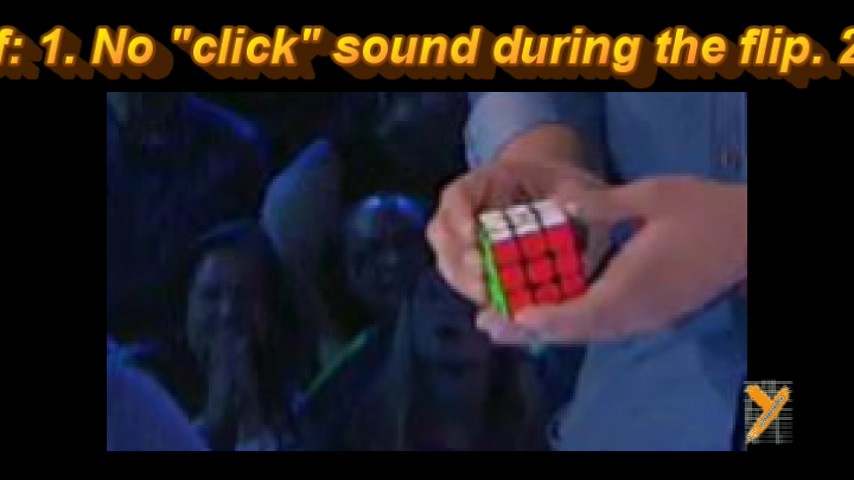 f: 1. No "click" sound during the flip. 2
Y